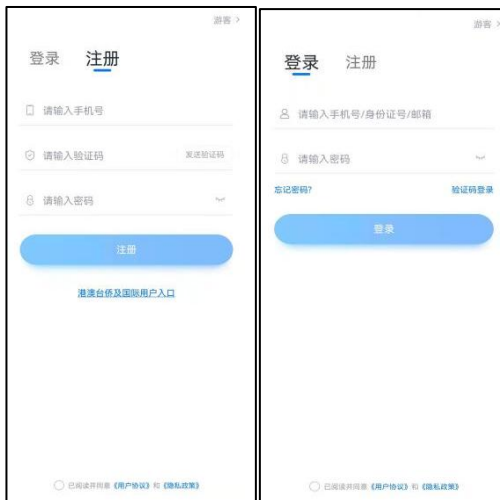 游客 >
登录 注册
请输入手机号
请输入验证码 发送验证码
请输入密码
注册
港澳台侨及国际用户入口
已阅读并同意《用户协议》和《隐私政策》
游客 >
登录 注册
请输入手机号/身份证号/邮箱
请输入密码
忘记密码? 验证码登录
登录
已阅读并同意《用户协议》和《隐私政策》